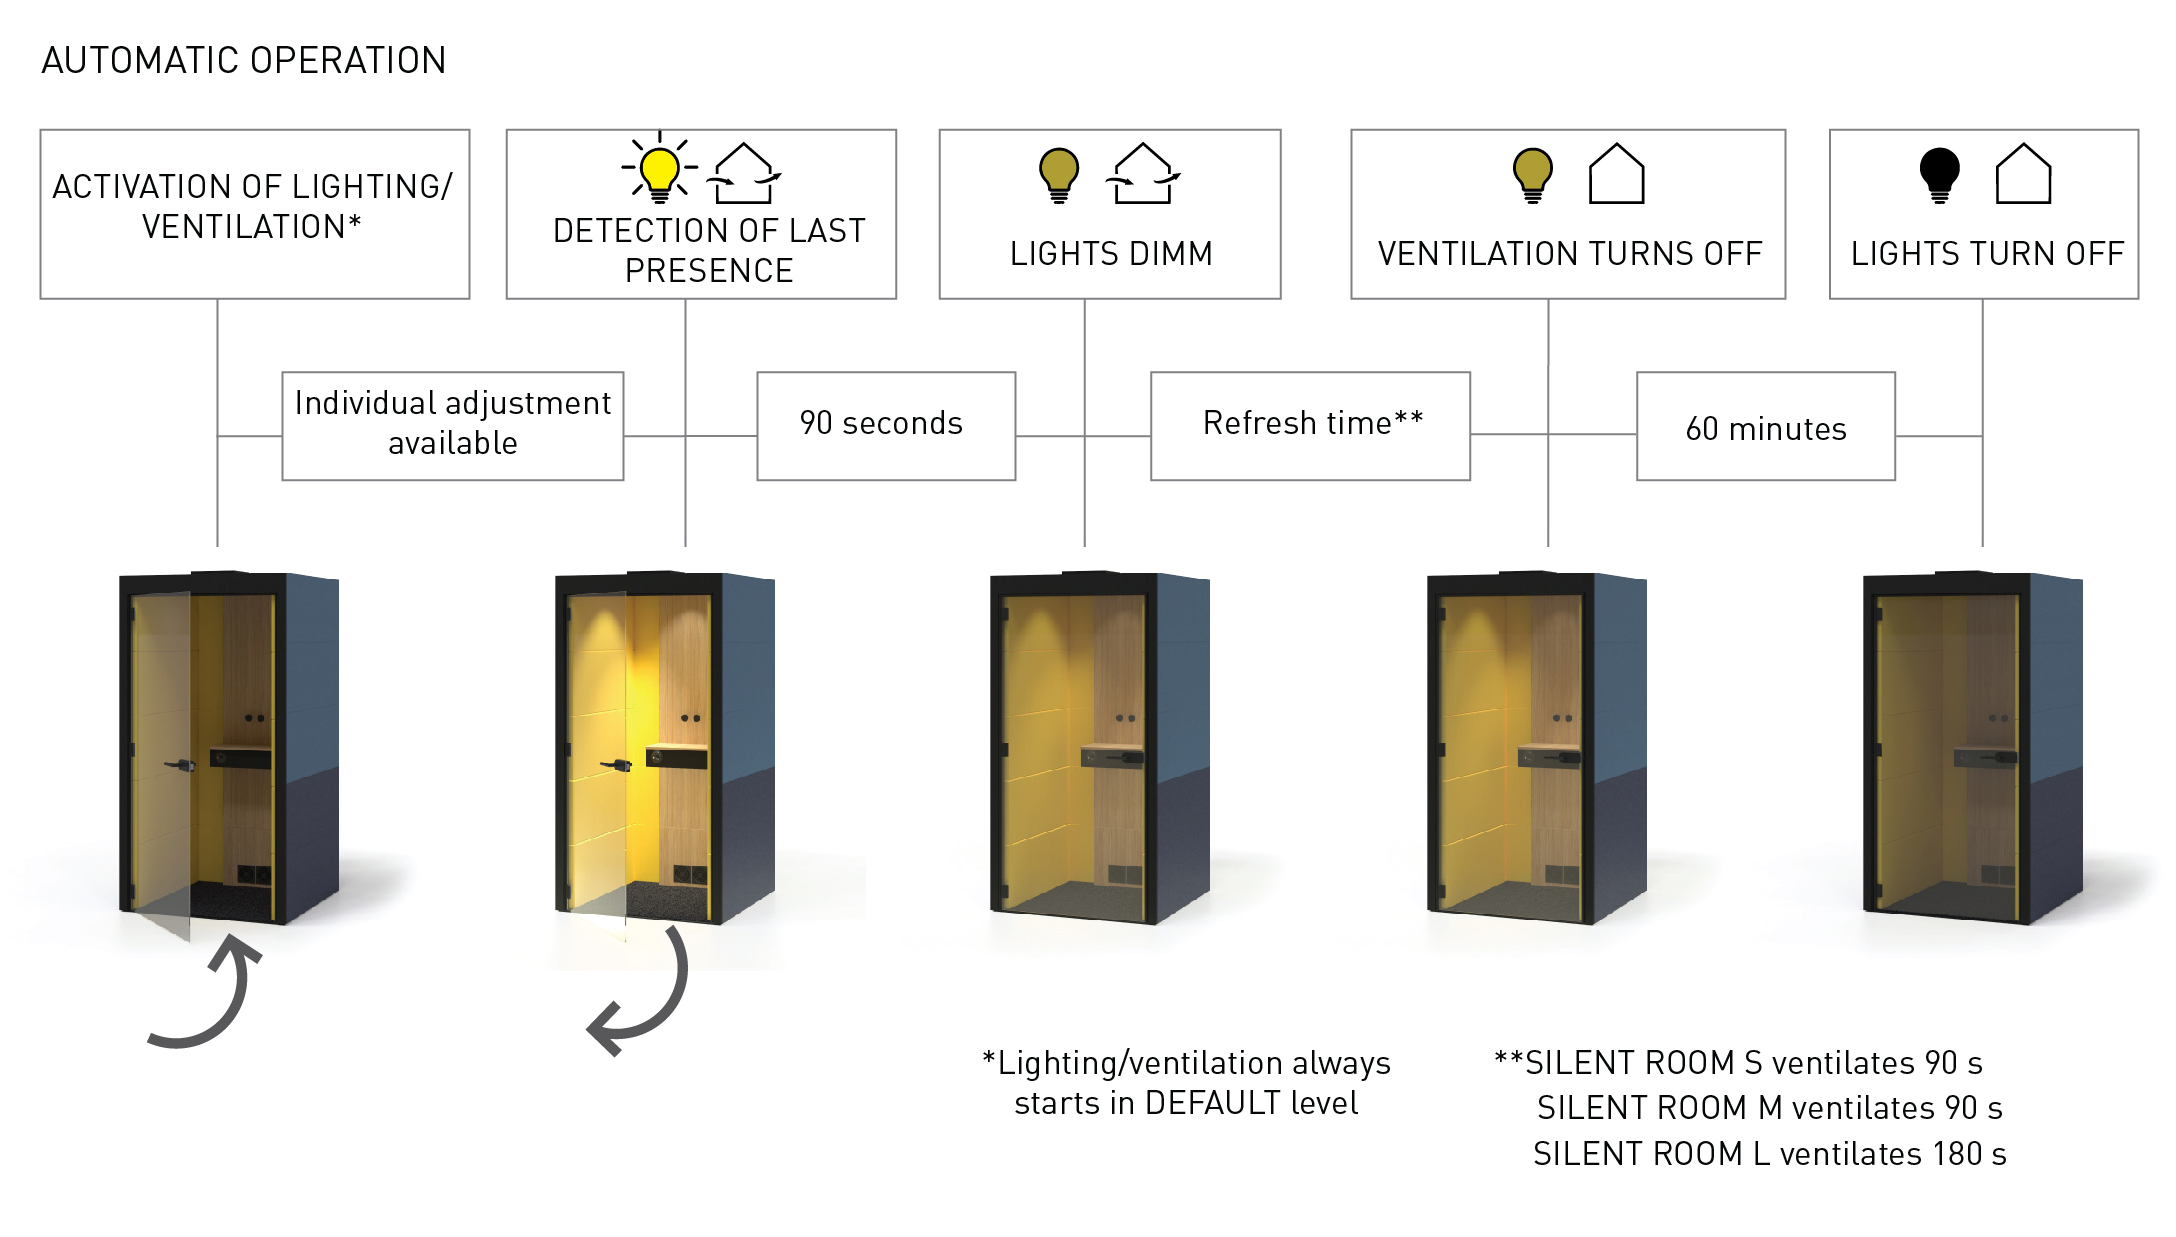 AUTOMATIC OPERATION
ACTIVATION OF LIGHTING/
VENTILATION*
DETECTION OF LAST
PRESENCE
LIGHTS DIMM
VENTILATION TURNS OFF
LIGHTS TURN OFF
Individual adjustment
available
90 seconds
Refresh time**
60 minutes
*Lighting/ventilation always
starts in DEFAULT level
**SILENT ROOM S ventilates 90 s
SILENT ROOM M ventilates 90 s
SILENT ROOM L ventilates 180 s